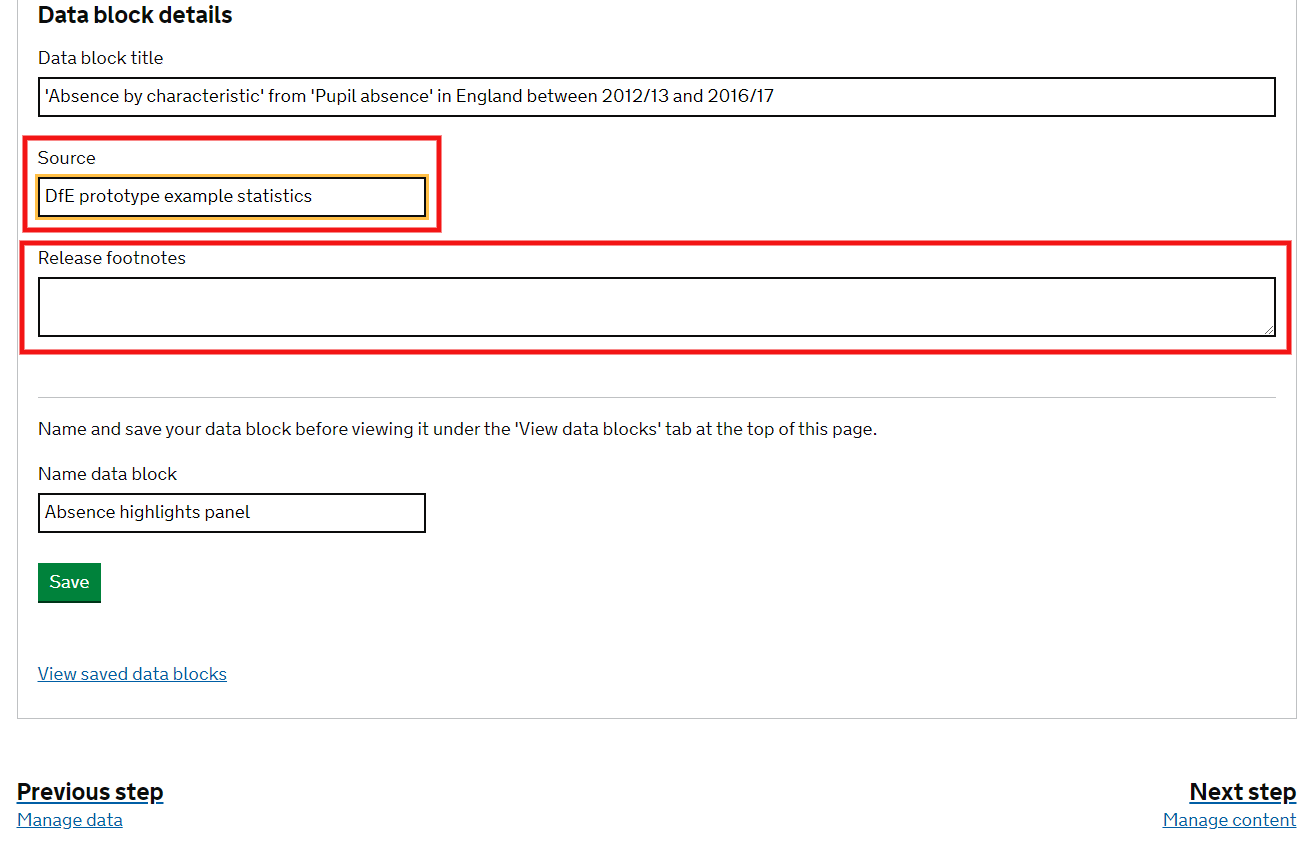 Data block details
Data block title
'Absence by characteristic' from 'Pupil absence' in England between 2012/13 and 2016/17
Source
DfE prototype example statistics
Release footnotes
Name and save your data block before viewing it under the 'View data blocks' tab at the top of this page.
Name data block
Absence highlights panel
Save
View saved data blocks
Previous step
Manage data
Next step
Manage content